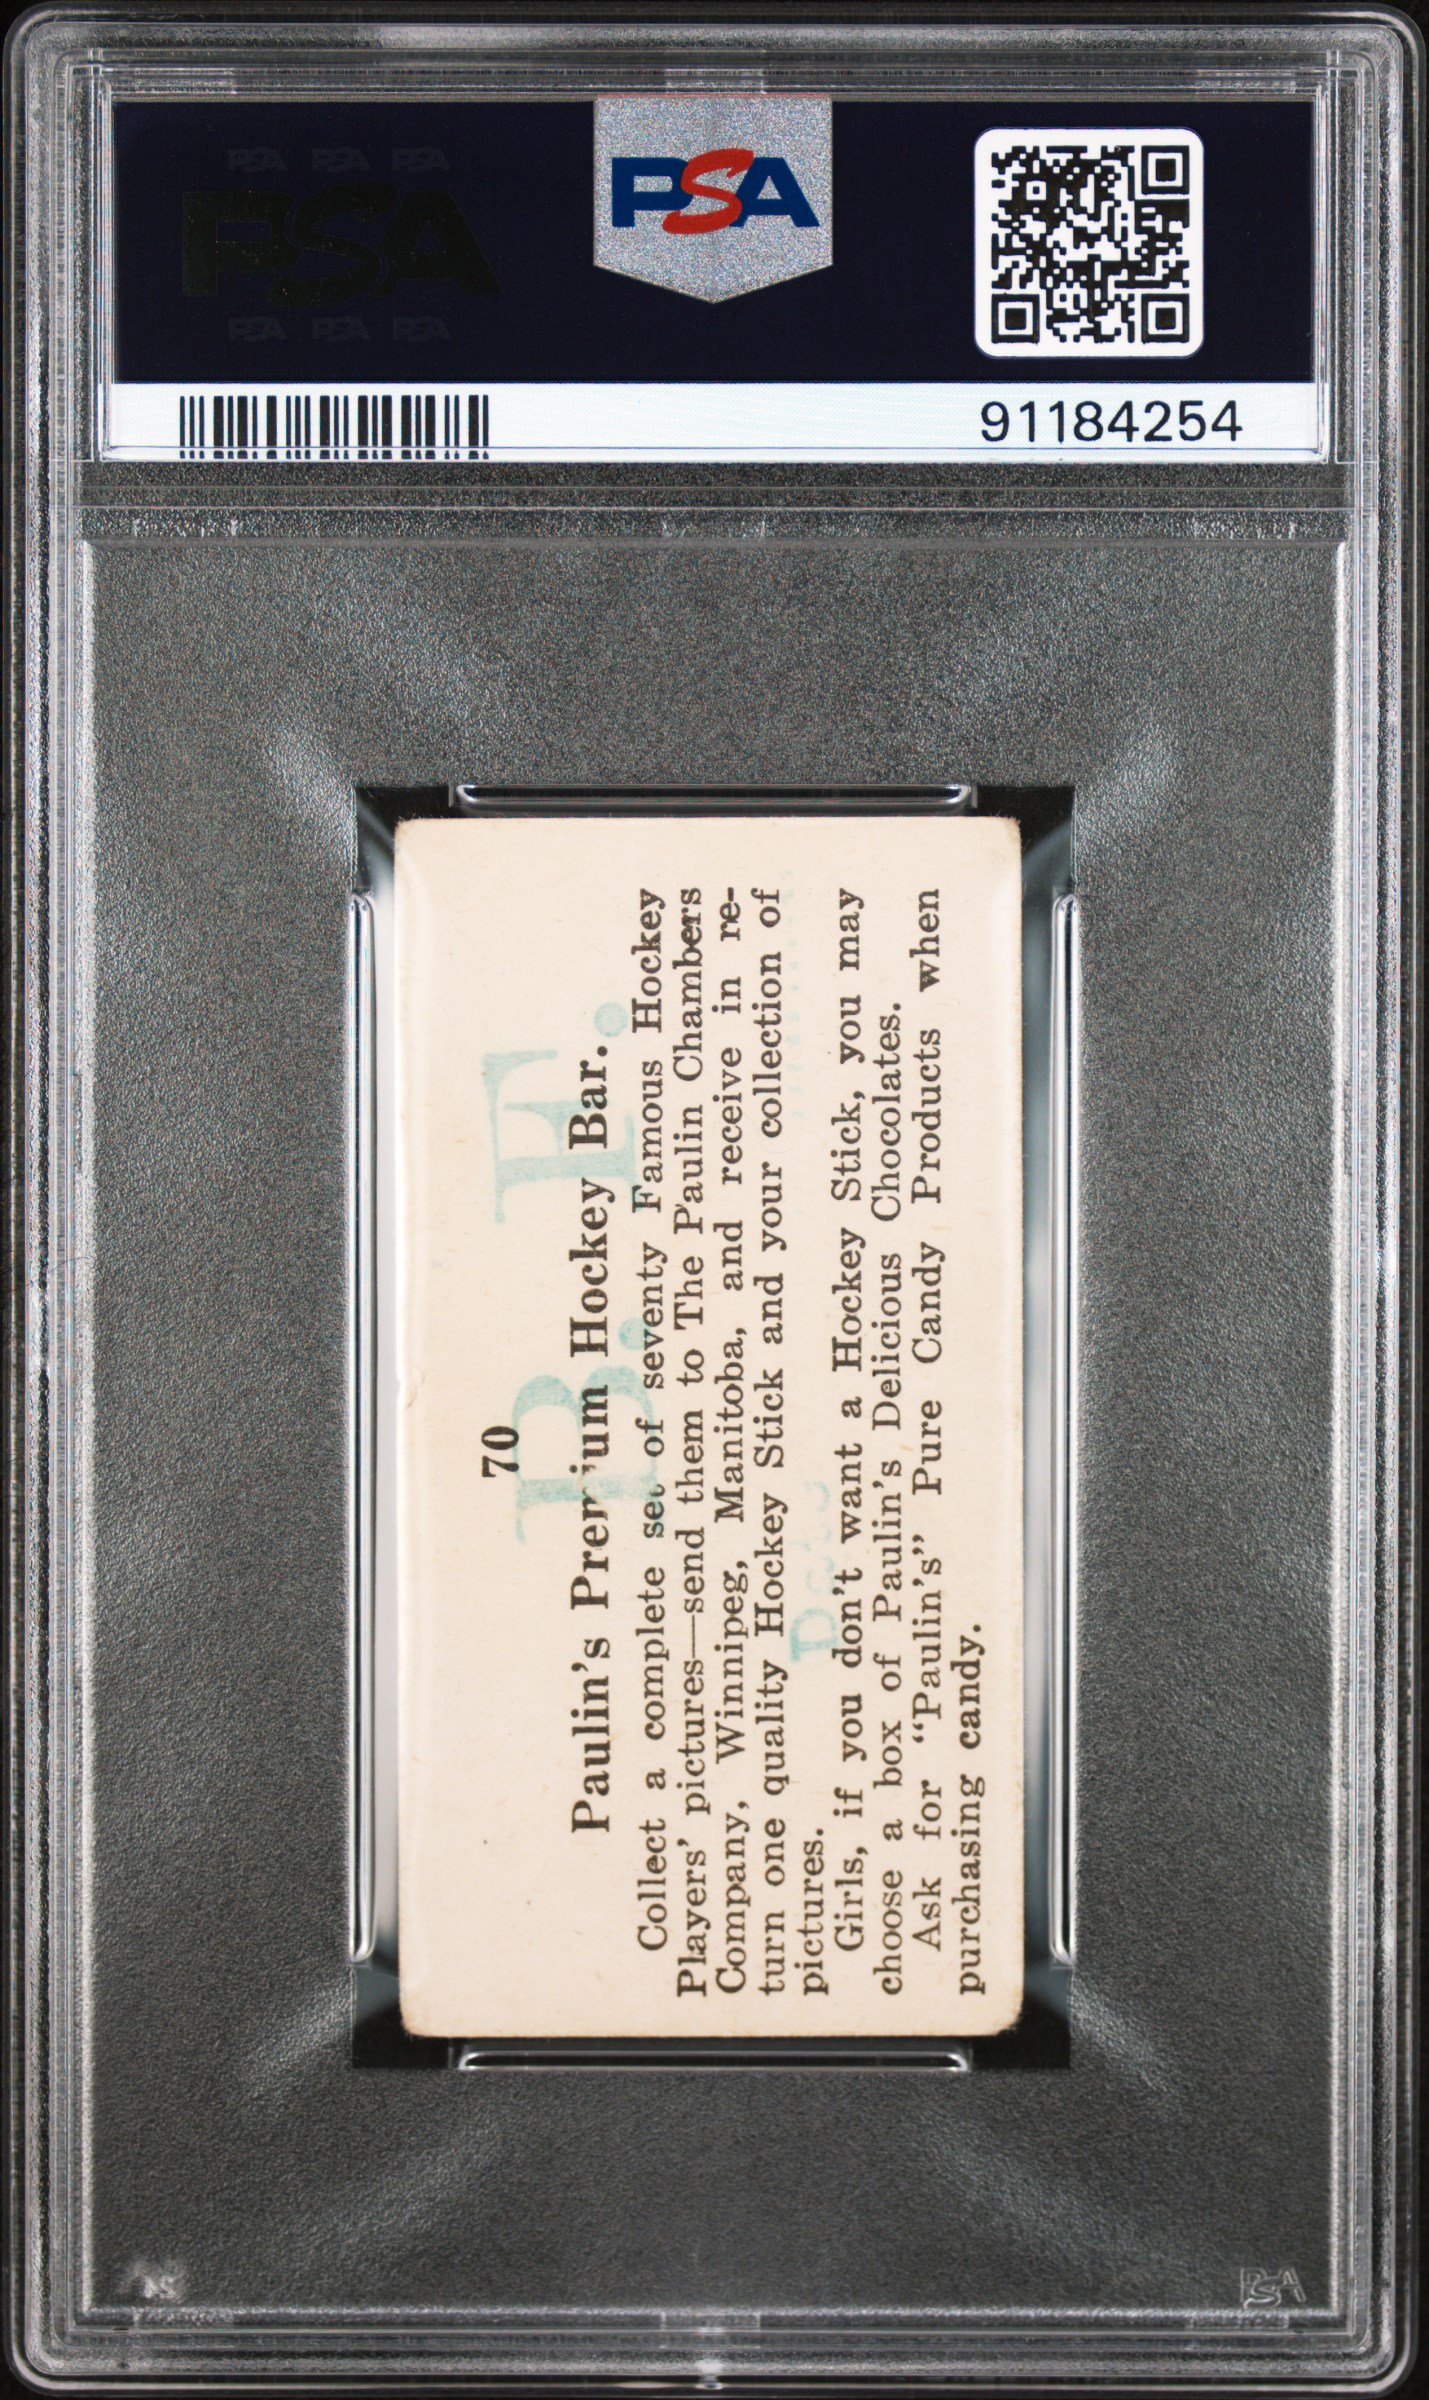 PSA PSA PSA
PSA
PSA PSA PSA
PSA
91184254
70
Paulin's Premium Hockey Bar.
Collect a complete set of seventy Famous Hockey
Players' pictures—send them to The Paulin Chambers
Company, Winnipeg, Manitoba, and receive in re-
turn one quality Hockey Stick and your collection of
pictures.
Girls, if you don't want a Hockey Stick, you may
choose a box of Paulin's Delicious Chocolates.
Ask for "Paulin's" Pure Candy Products when
purchasing candy.
B. F.
PSA